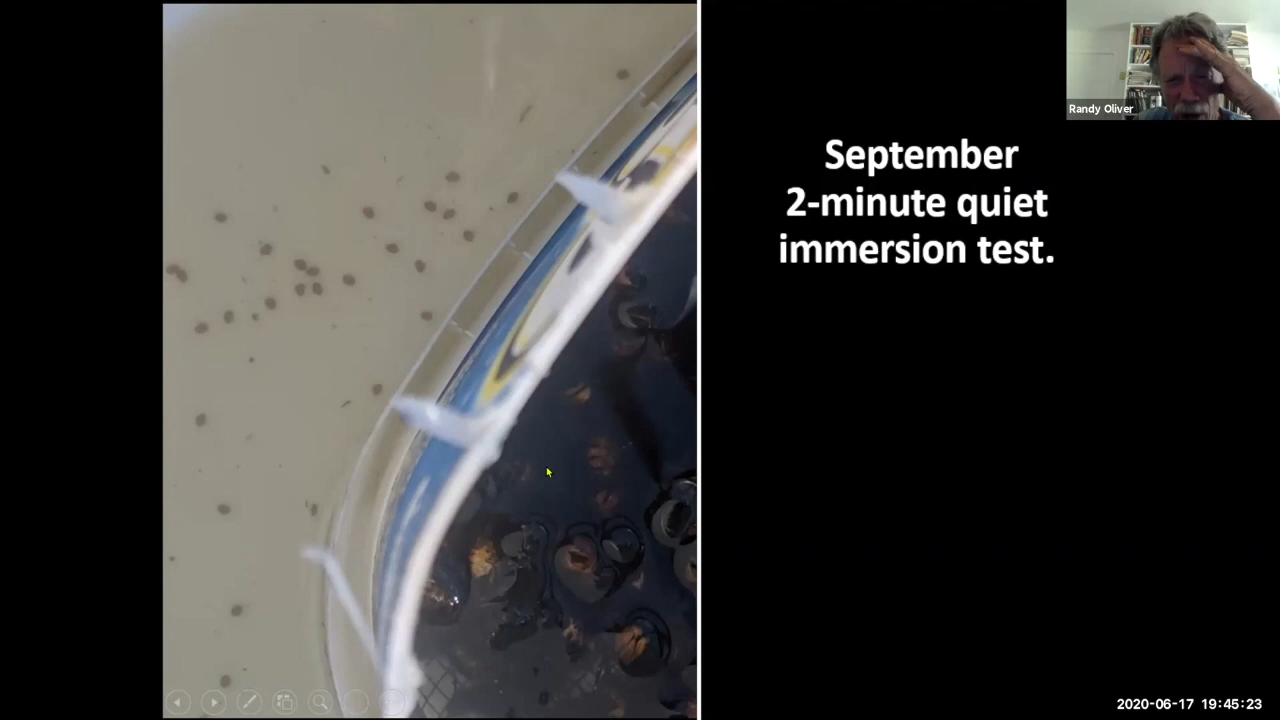 Randy Oliver
September
2-minute quiet
immersion test.
2020-06-17 19:45:23